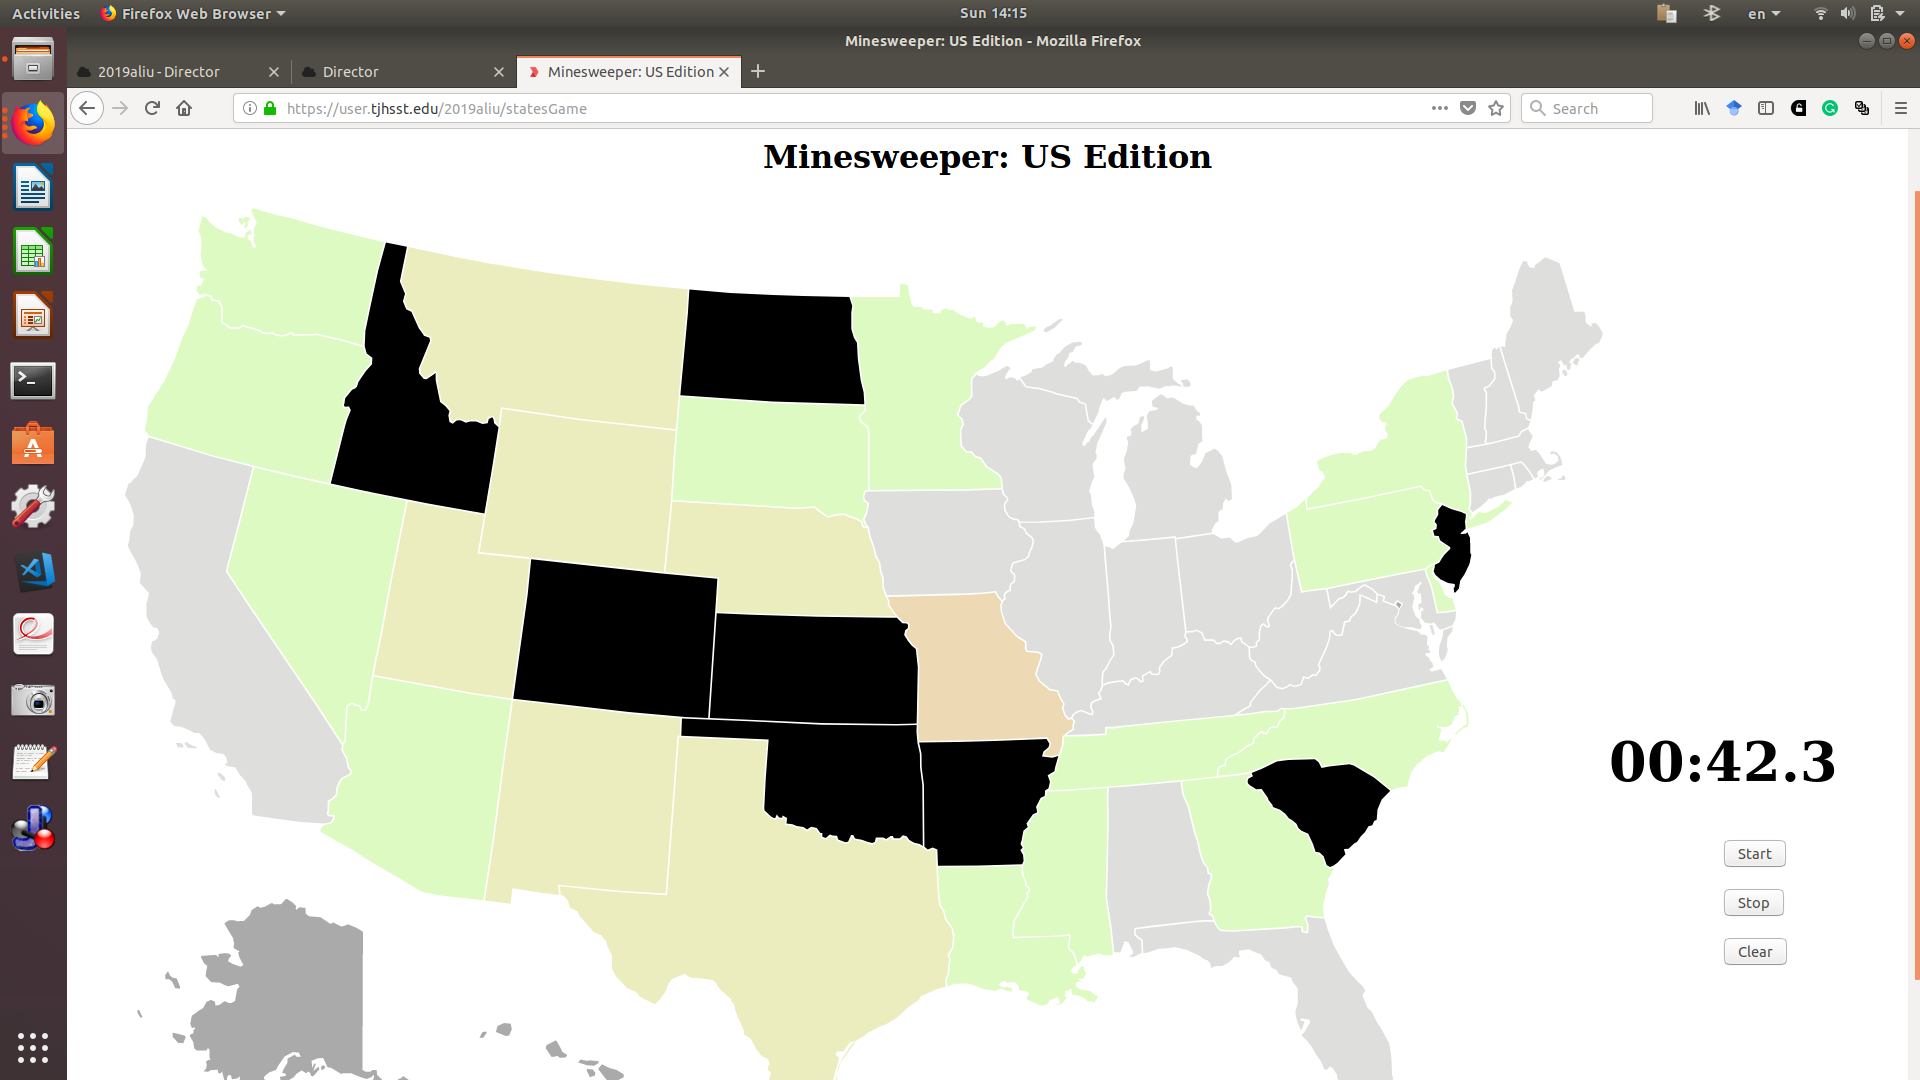 Activities Firefox Web Browser Sun 14:15 en
Minesweeper: US Edition - Mozilla Firefox
2019aliu - Director Director Minesweeper: US Edition
https://user.tjhsst.edu/2019aliu/statesGame Search
Minesweeper: US Edition
00:42.3
Start
Stop
Clear